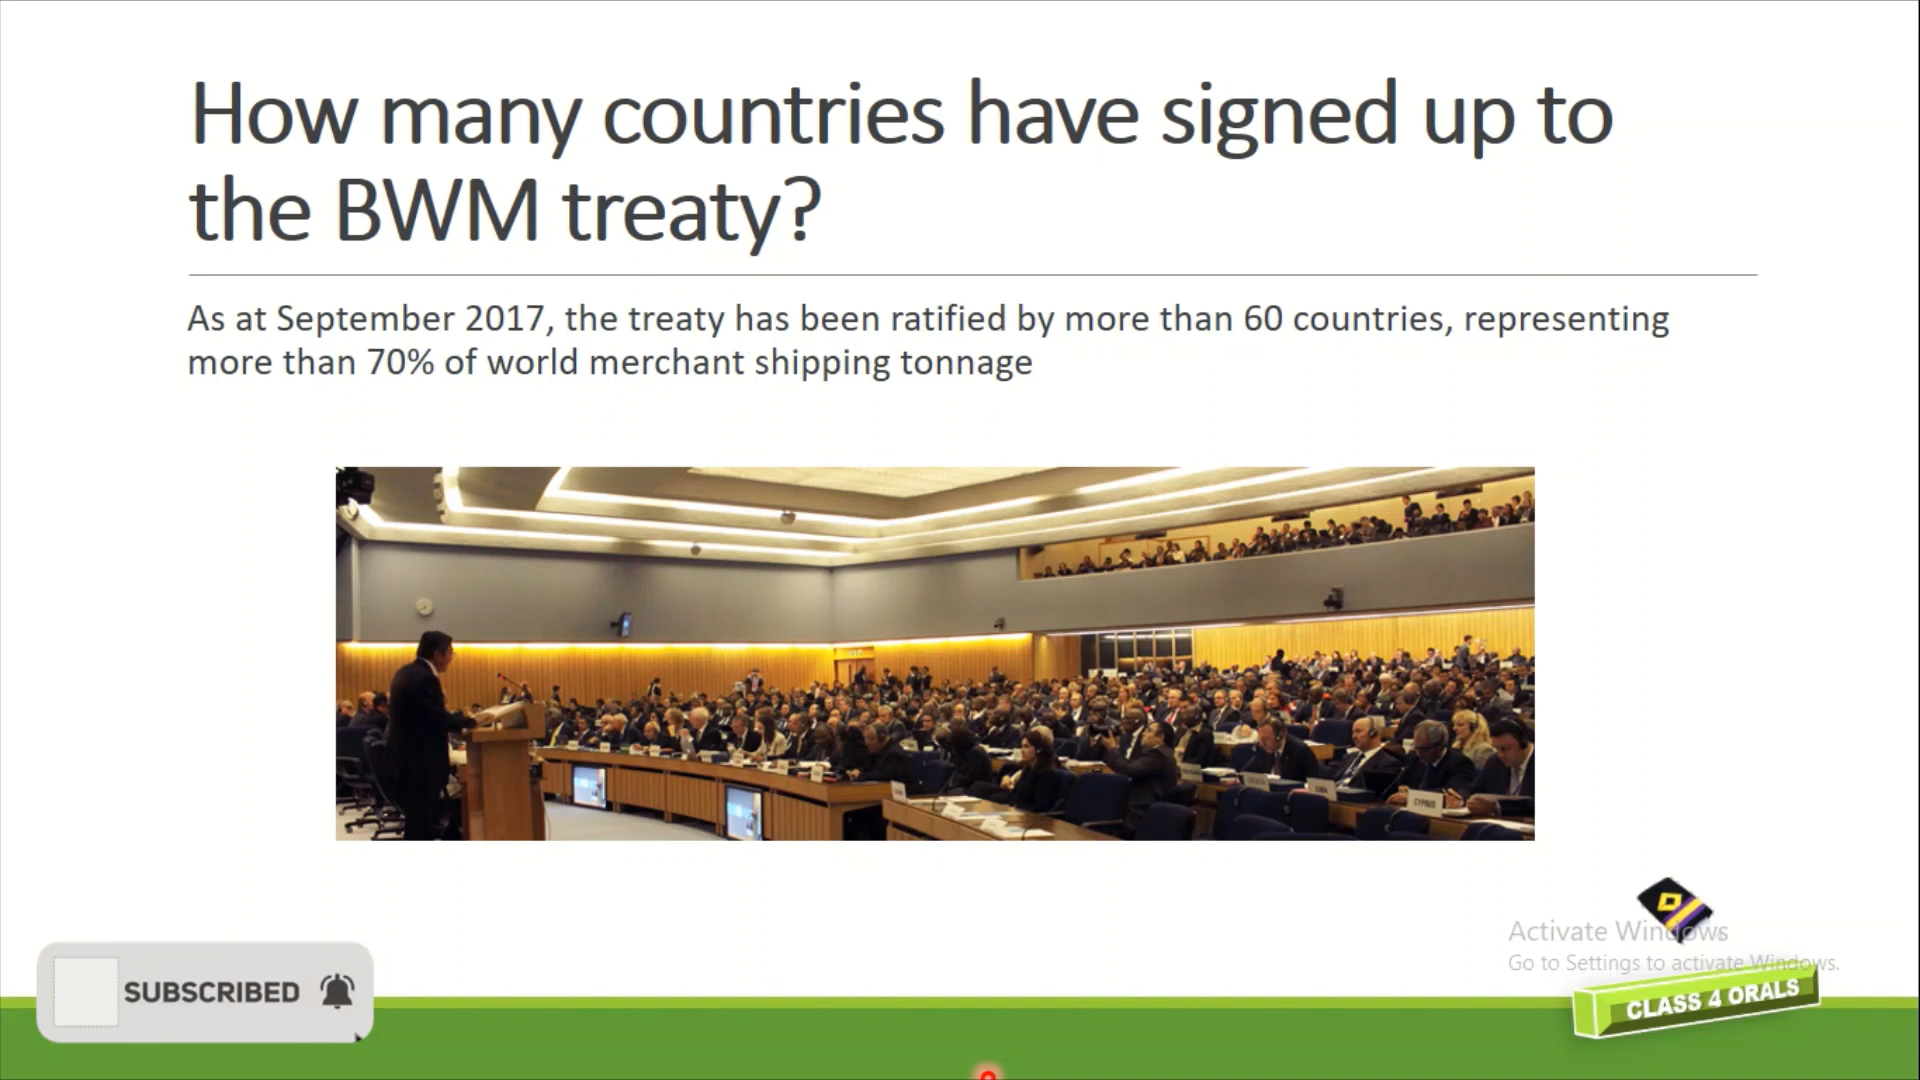 How many countries have signed up to
the BWM treaty?
As at September 2017, the treaty has been ratified by more than 60 countries, representing
more than 70% of world merchant shipping tonnage
CYPRUS
Activate Windows
Go to Settings to activate Windows.
SUBSCRIBED
CLASS 4 ORALS